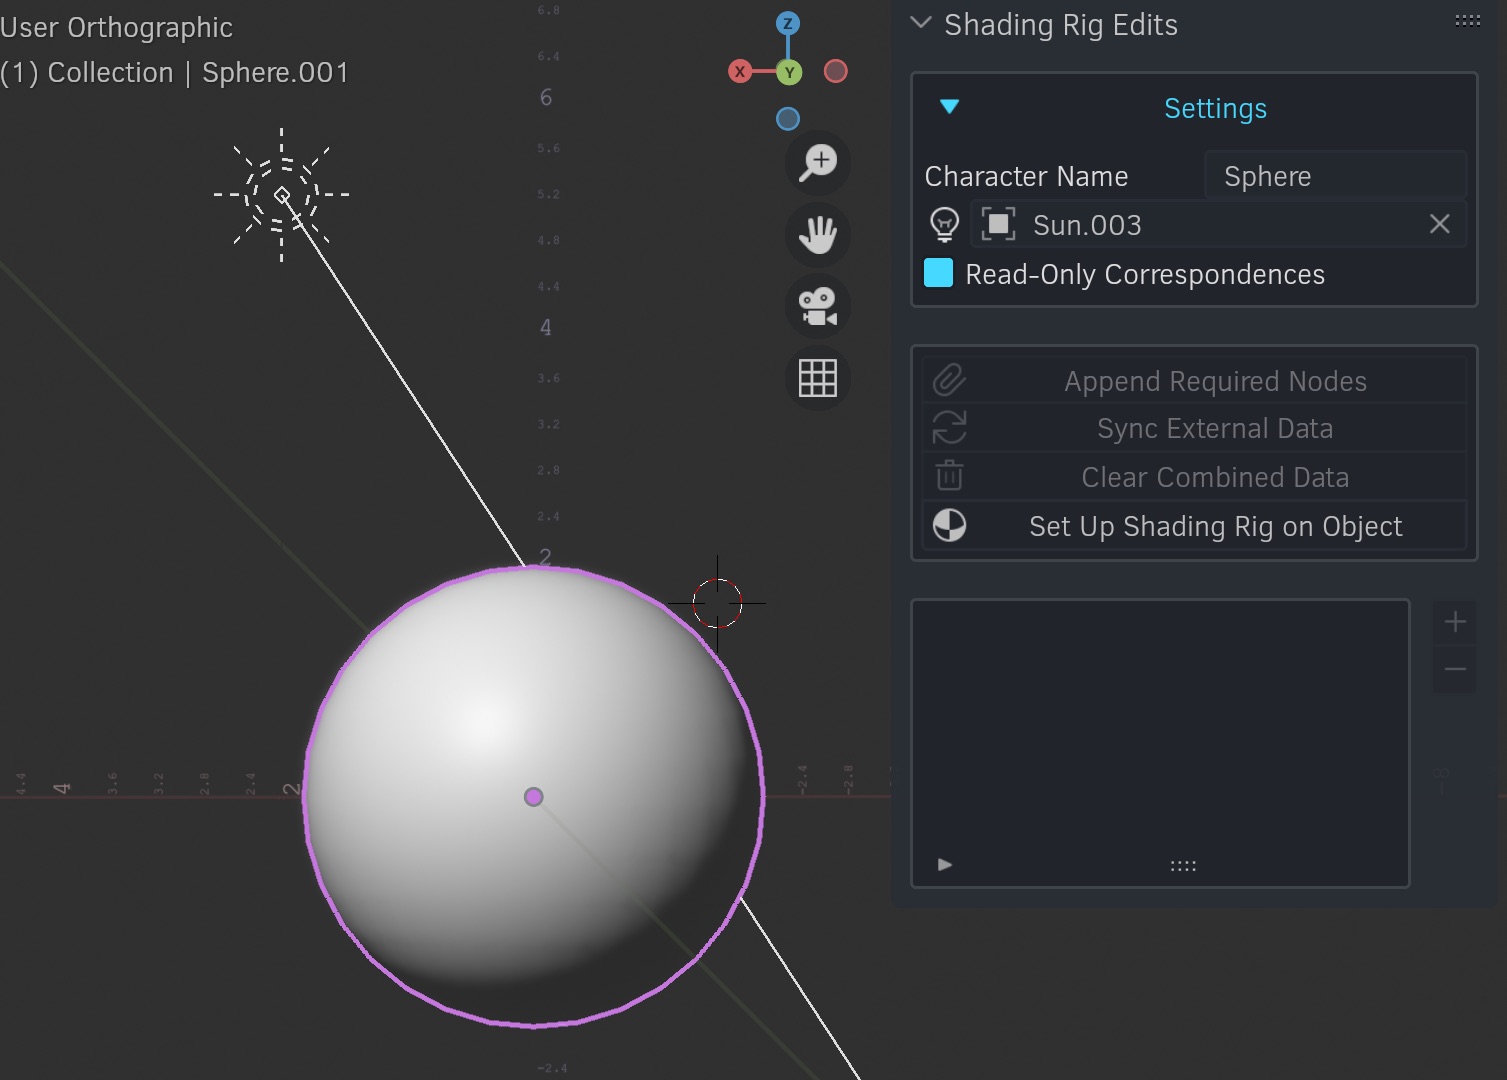 User Orthographic
(1) Collection | Sphere.001
6.8
6.4
6
5.6
5.2
4.8
4.4
4
3.6
3.2
2.8
2.4
2
4.4
4
3.6
3.2
2.8
2.4
2
-2.4
-2.8
-2.4
Z
X
Y
Shading Rig Edits
Settings
Character Name Sphere
Sun.003
Read-Only Correspondences
Append Required Nodes
Sync External Data
Clear Combined Data
Set Up Shading Rig on Object